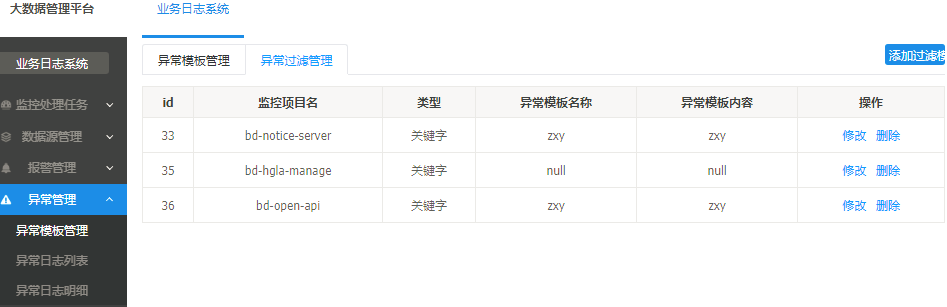 大数据管理平台
业务日志系统
业务日志系统
监控处理任务
数据源管理
报警管理
异常管理
异常模板管理
异常日志列表
异常日志明细
异常模板管理 异常过滤管理
添加过滤
id 监控项目名 类型 异常模板名称 异常模板内容 操作
33 bd-notice-server 关键字 zxy zxy 修改 删除
35 bd-hgla-manage 关键字 null null 修改 删除
36 bd-open-api 关键字 zxy zxy 修改 删除